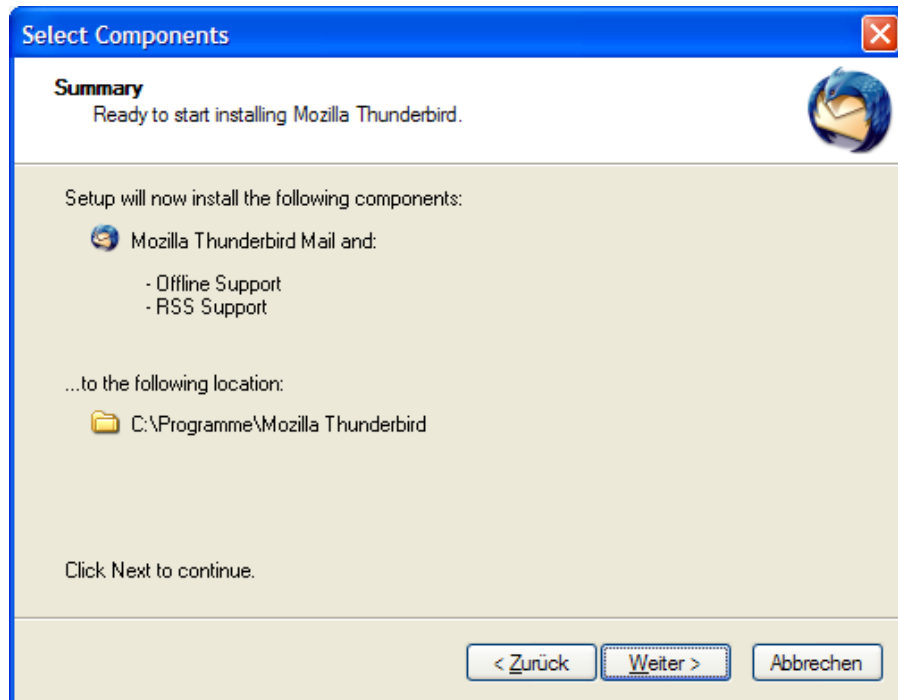 Select Components
Summary
Ready to start installing Mozilla Thunderbird.
Setup will now install the following components:
Mozilla Thunderbird Mail and:
- Offline Support
- RSS Support
...to the following location:
C:\Programme\Mozilla Thunderbird
Click Next to continue.
< Zurück Weiter > Abbrechen